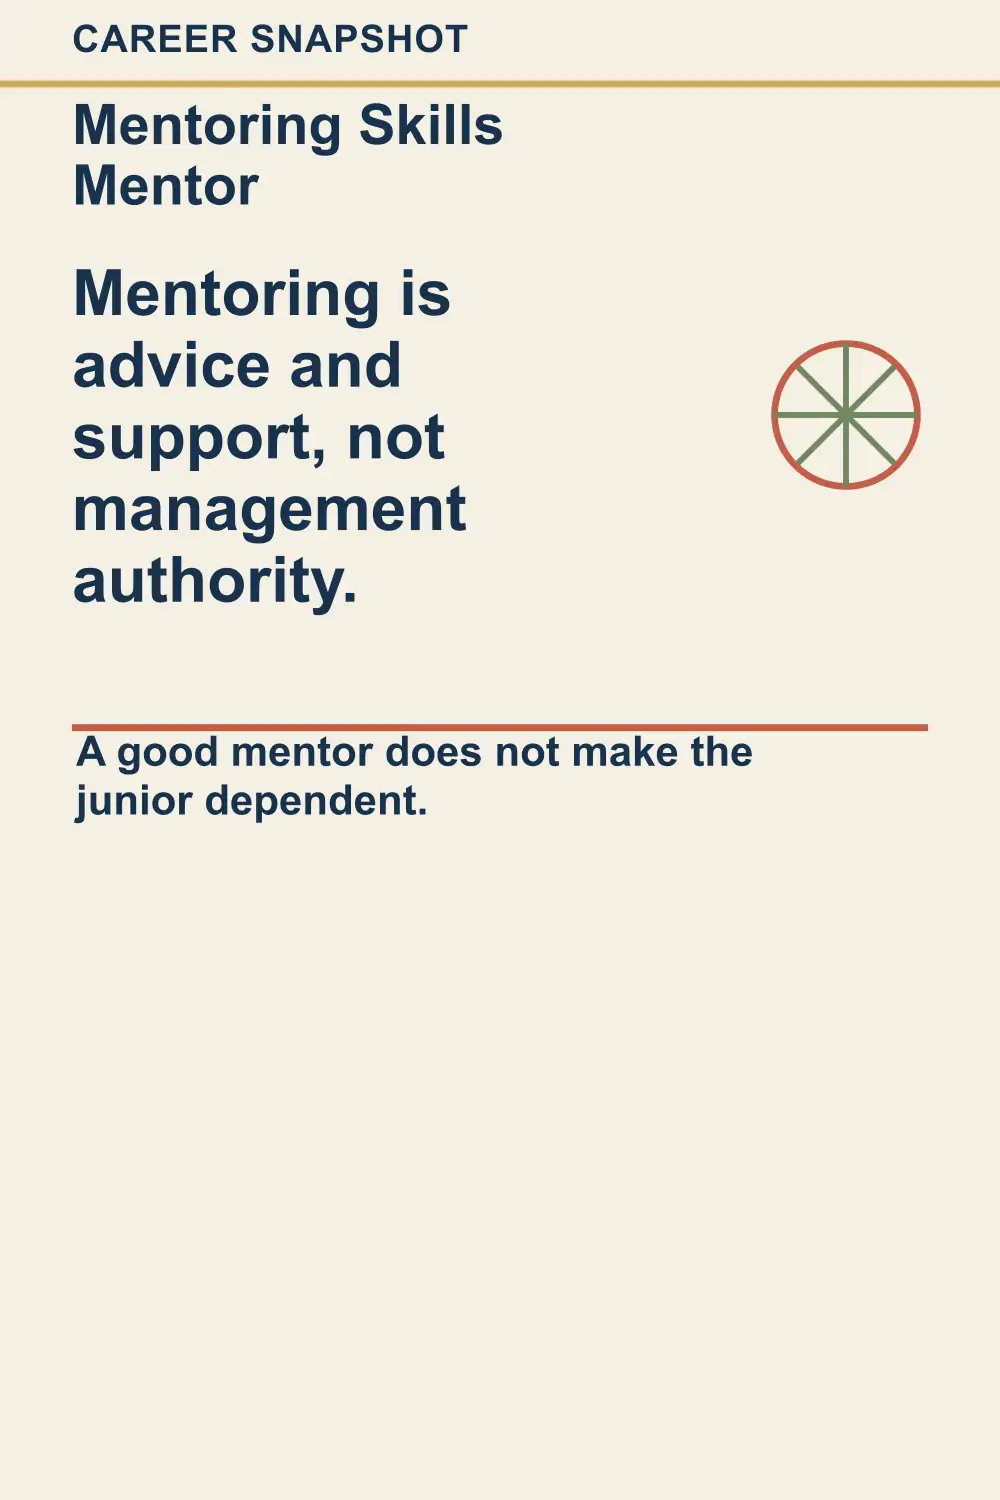 CAREER SNAPSHOT
Mentoring Skills
Mentor
Mentoring is
advice and
support, not
management
authority.
A good mentor does not make the
junior dependent.